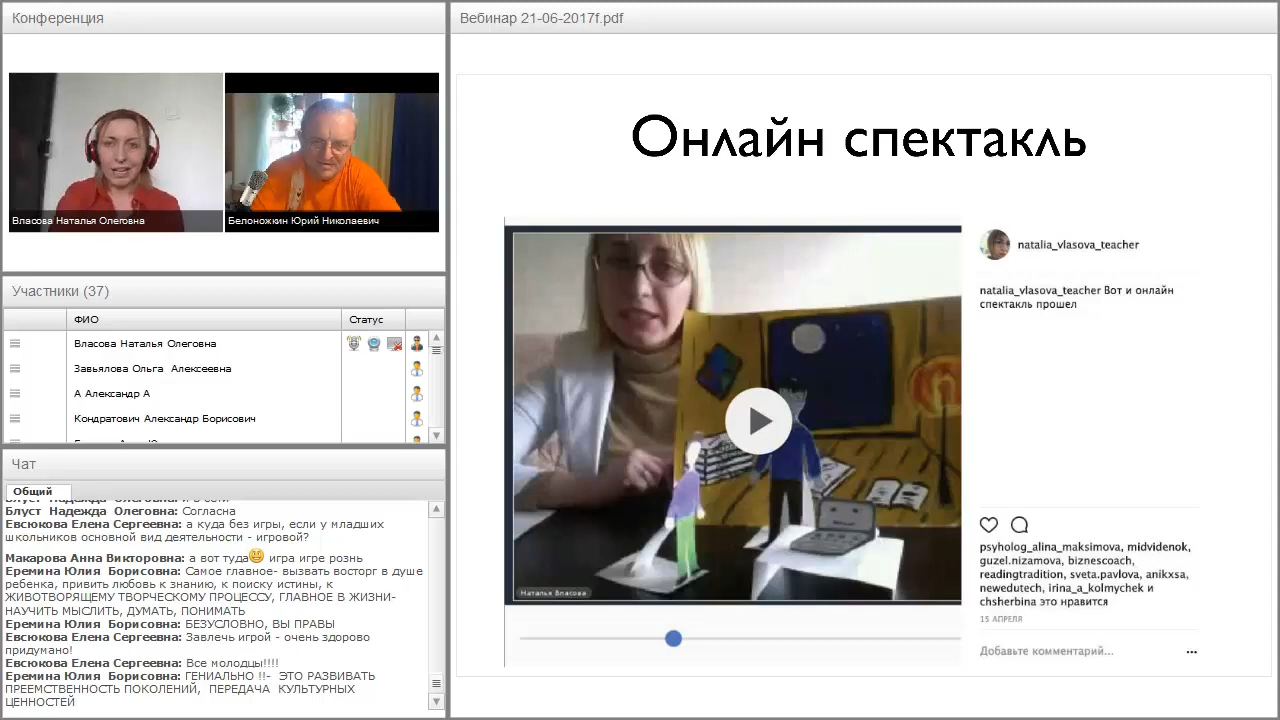 Конференция
Власова Наталья Олеговна
Белоножкин Юрий Николаевич
Участники (37)
ФИО
Статус
Власова Наталья Олеговна
Завьялова Ольга Алексеевна
А Александр А
Кондратович Александр Борисович
Чат
Общий
Блуст Надежда Олеговна:
Блуст Надежда Олеговна: Согласна
Евсюкова Елена Сергеевна: а куда без игры, если у младших
школьников основной вид деятельности - игровой?
Макарова Анна Викторовна: а вот туда игра игре рознь
Еремина Юлия Борисовна: Самое главное- вызвать восторг в душе
ребенка, привить любовь к знанию, к поиску истины, к
ЖИВОТВОРЯЩЕМУ ТВОРЧЕСКОМУ ПРОЦЕССУ, ГЛАВНОЕ В ЖИЗНИ-
НАУЧИТЬ МЫСЛИТЬ, ДУМАТЬ, ПОНИМАТЬ
Еремина Юлия Борисовна: БЕЗУСЛОВНО, ВЫ ПРАВЫ
Евсюкова Елена Сергеевна: Завлечь игрой - очень здорово
придумано!
Евсюкова Елена Сергеевна: Все молодцы!!!!
Еремина Юлия Борисовна: ГЕНИАЛЬНО !!- ЭТО РАЗВИВАТЬ
ПРЕЕМСТВЕННОСТЬ ПОКОЛЕНИЙ, ПЕРЕДАЧА КУЛЬТУРНЫХ
ЦЕННОСТЕЙ
Вебинар 21-06-2017f.pdf
Онлайн спектакль
Наталья Власова
natalia_vlasova_teacher
natalia_vlasova_teacher Вот и онлайн
спектакль прошел
psyholog_alina_maksimova, midvidenok,
guzel.nizamova, biznescoach,
readingtradition, sveta.pavlova, anikxsa,
newedutech, irina_a_kolmychek и
chsherbina это нравится
15 АПРЕЛЯ
Добавьте комментарий...